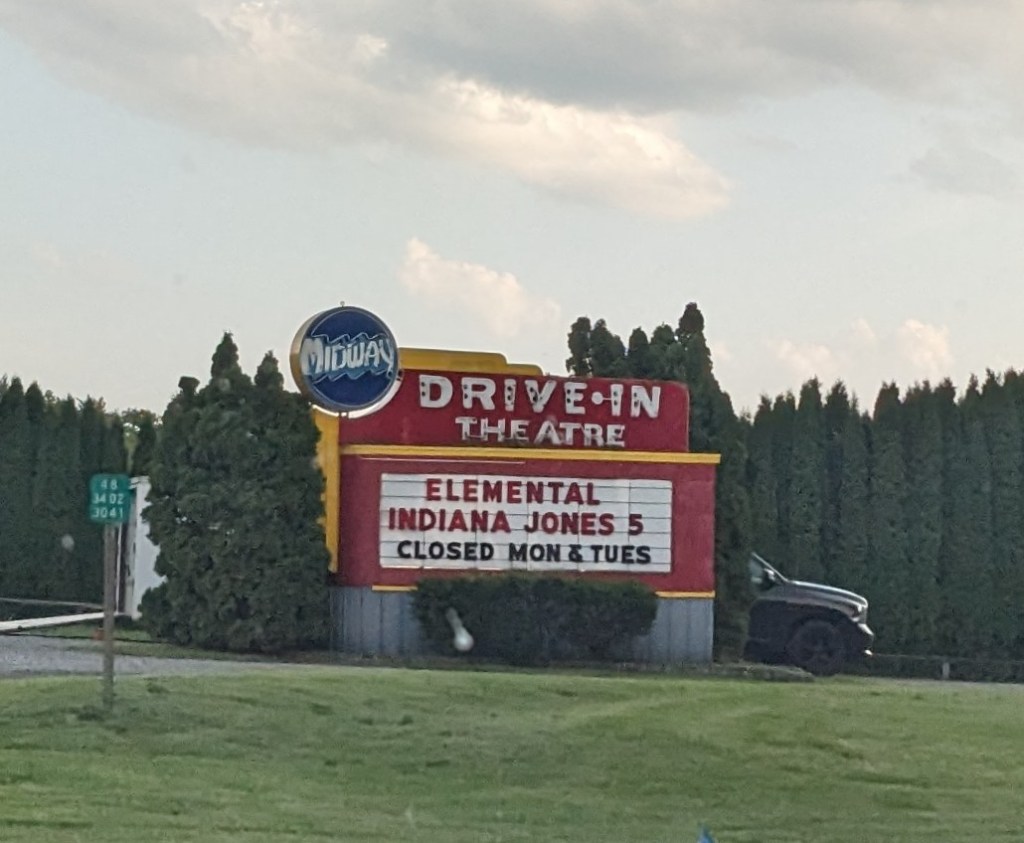 MIDWAY
DRIVE-IN
THEATRE
ELEMENTAL
INDIANA JONES 5
CLOSED MON & TUES
48
3402
3041